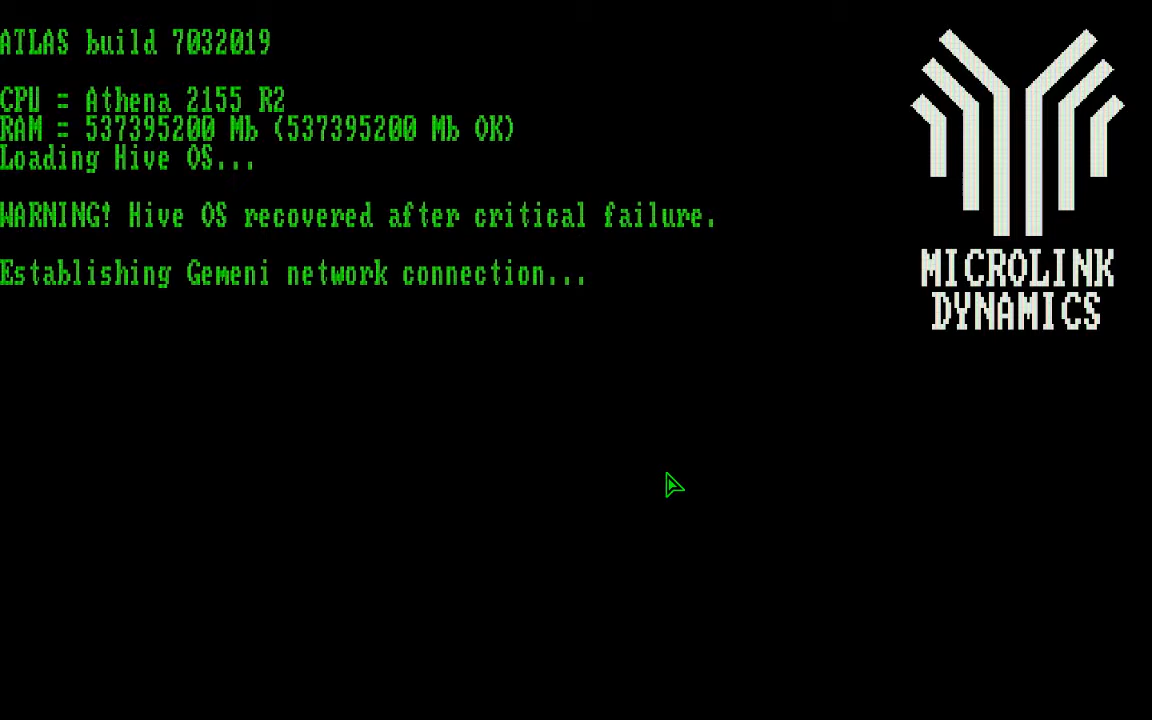 ATLAS build 7032019
CPU = Athena 2155 R2
RAM = 537395200 Mb (537395200 Mb OK)
Loading Hive OS...
WARNING! Hive OS recovered after critical failure.
Establishing Gemeni network connection...
MICROLINK
DYNAMICS